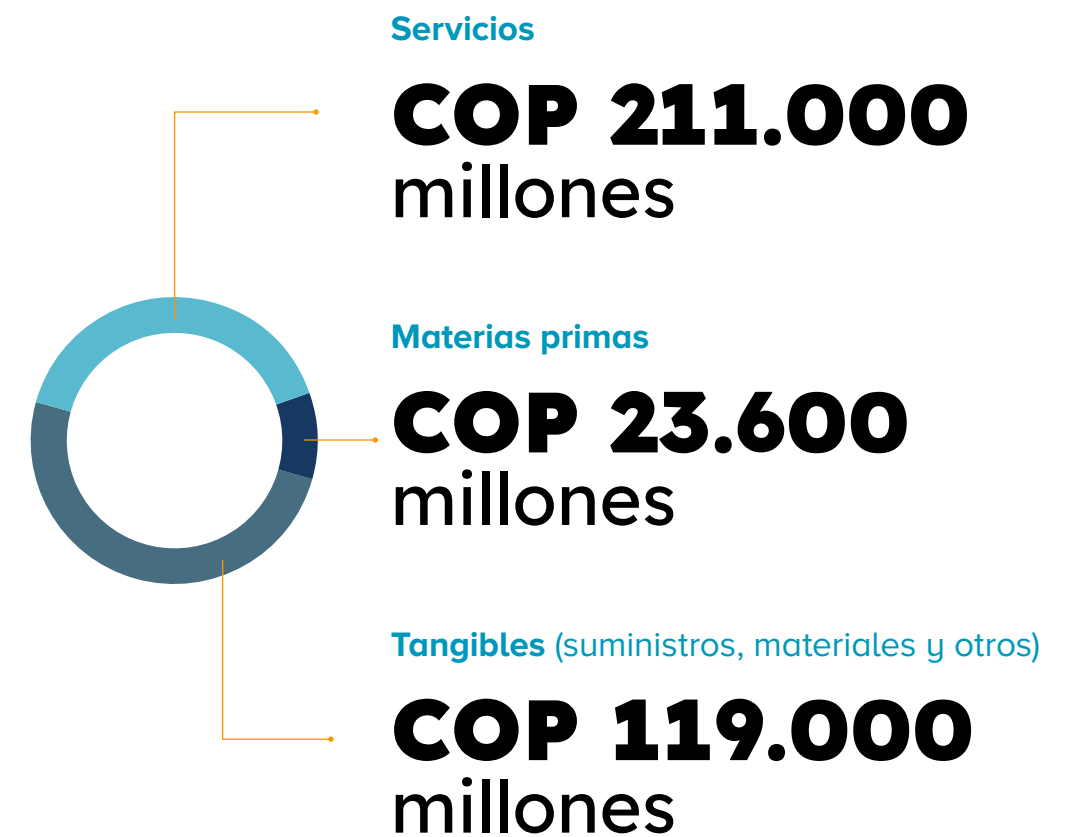 Servicios
COP 211.000
millones
Materias primas
COP 23.600
millones
Tangibles (suministros, materiales y otros)
COP 119.000
millones